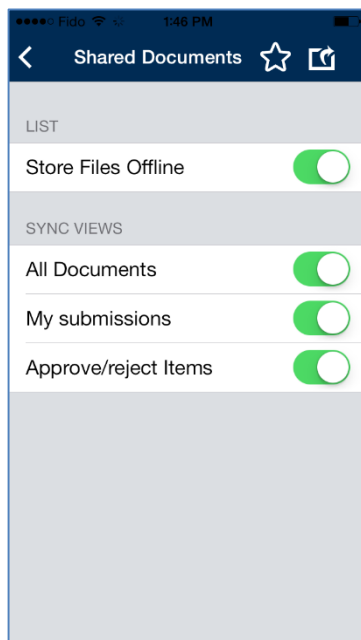 Fido 1:46 PM
Shared Documents
LIST
Store Files Offline
SYNC VIEWS
All Documents
My submissions
Approve/reject Items